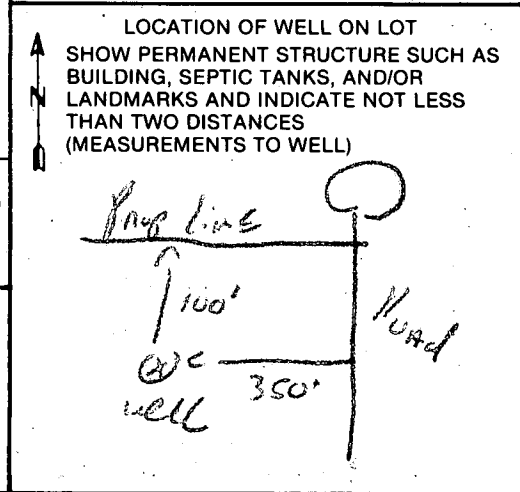 LOCATION OF WELL ON LOT
SHOW PERMANENT STRUCTURE SUCH AS
BUILDING, SEPTIC TANKS, AND/OR
N LANDMARKS AND INDICATE NOT LESS
THAN TWO DISTANCES
(MEASUREMENTS TO WELL)
Prop Line
100'
Road
350'
well